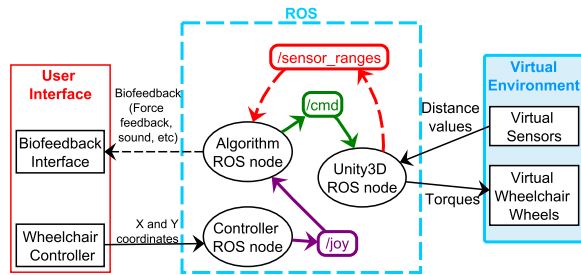 ROS
/sensor_ranges
User
Interface
Biofeedback
(Force
feedback,
sound, etc)
/cmd
Virtual
Environment
Distance
values
Virtual
Sensors
Biofeedback
Interface
Algorithm
ROS node
Unity3D
ROS node
Torques
Virtual
Wheelchair
Wheels
Wheelchair
Controller
X and Y
coordinates
Controller
ROS node
/joy